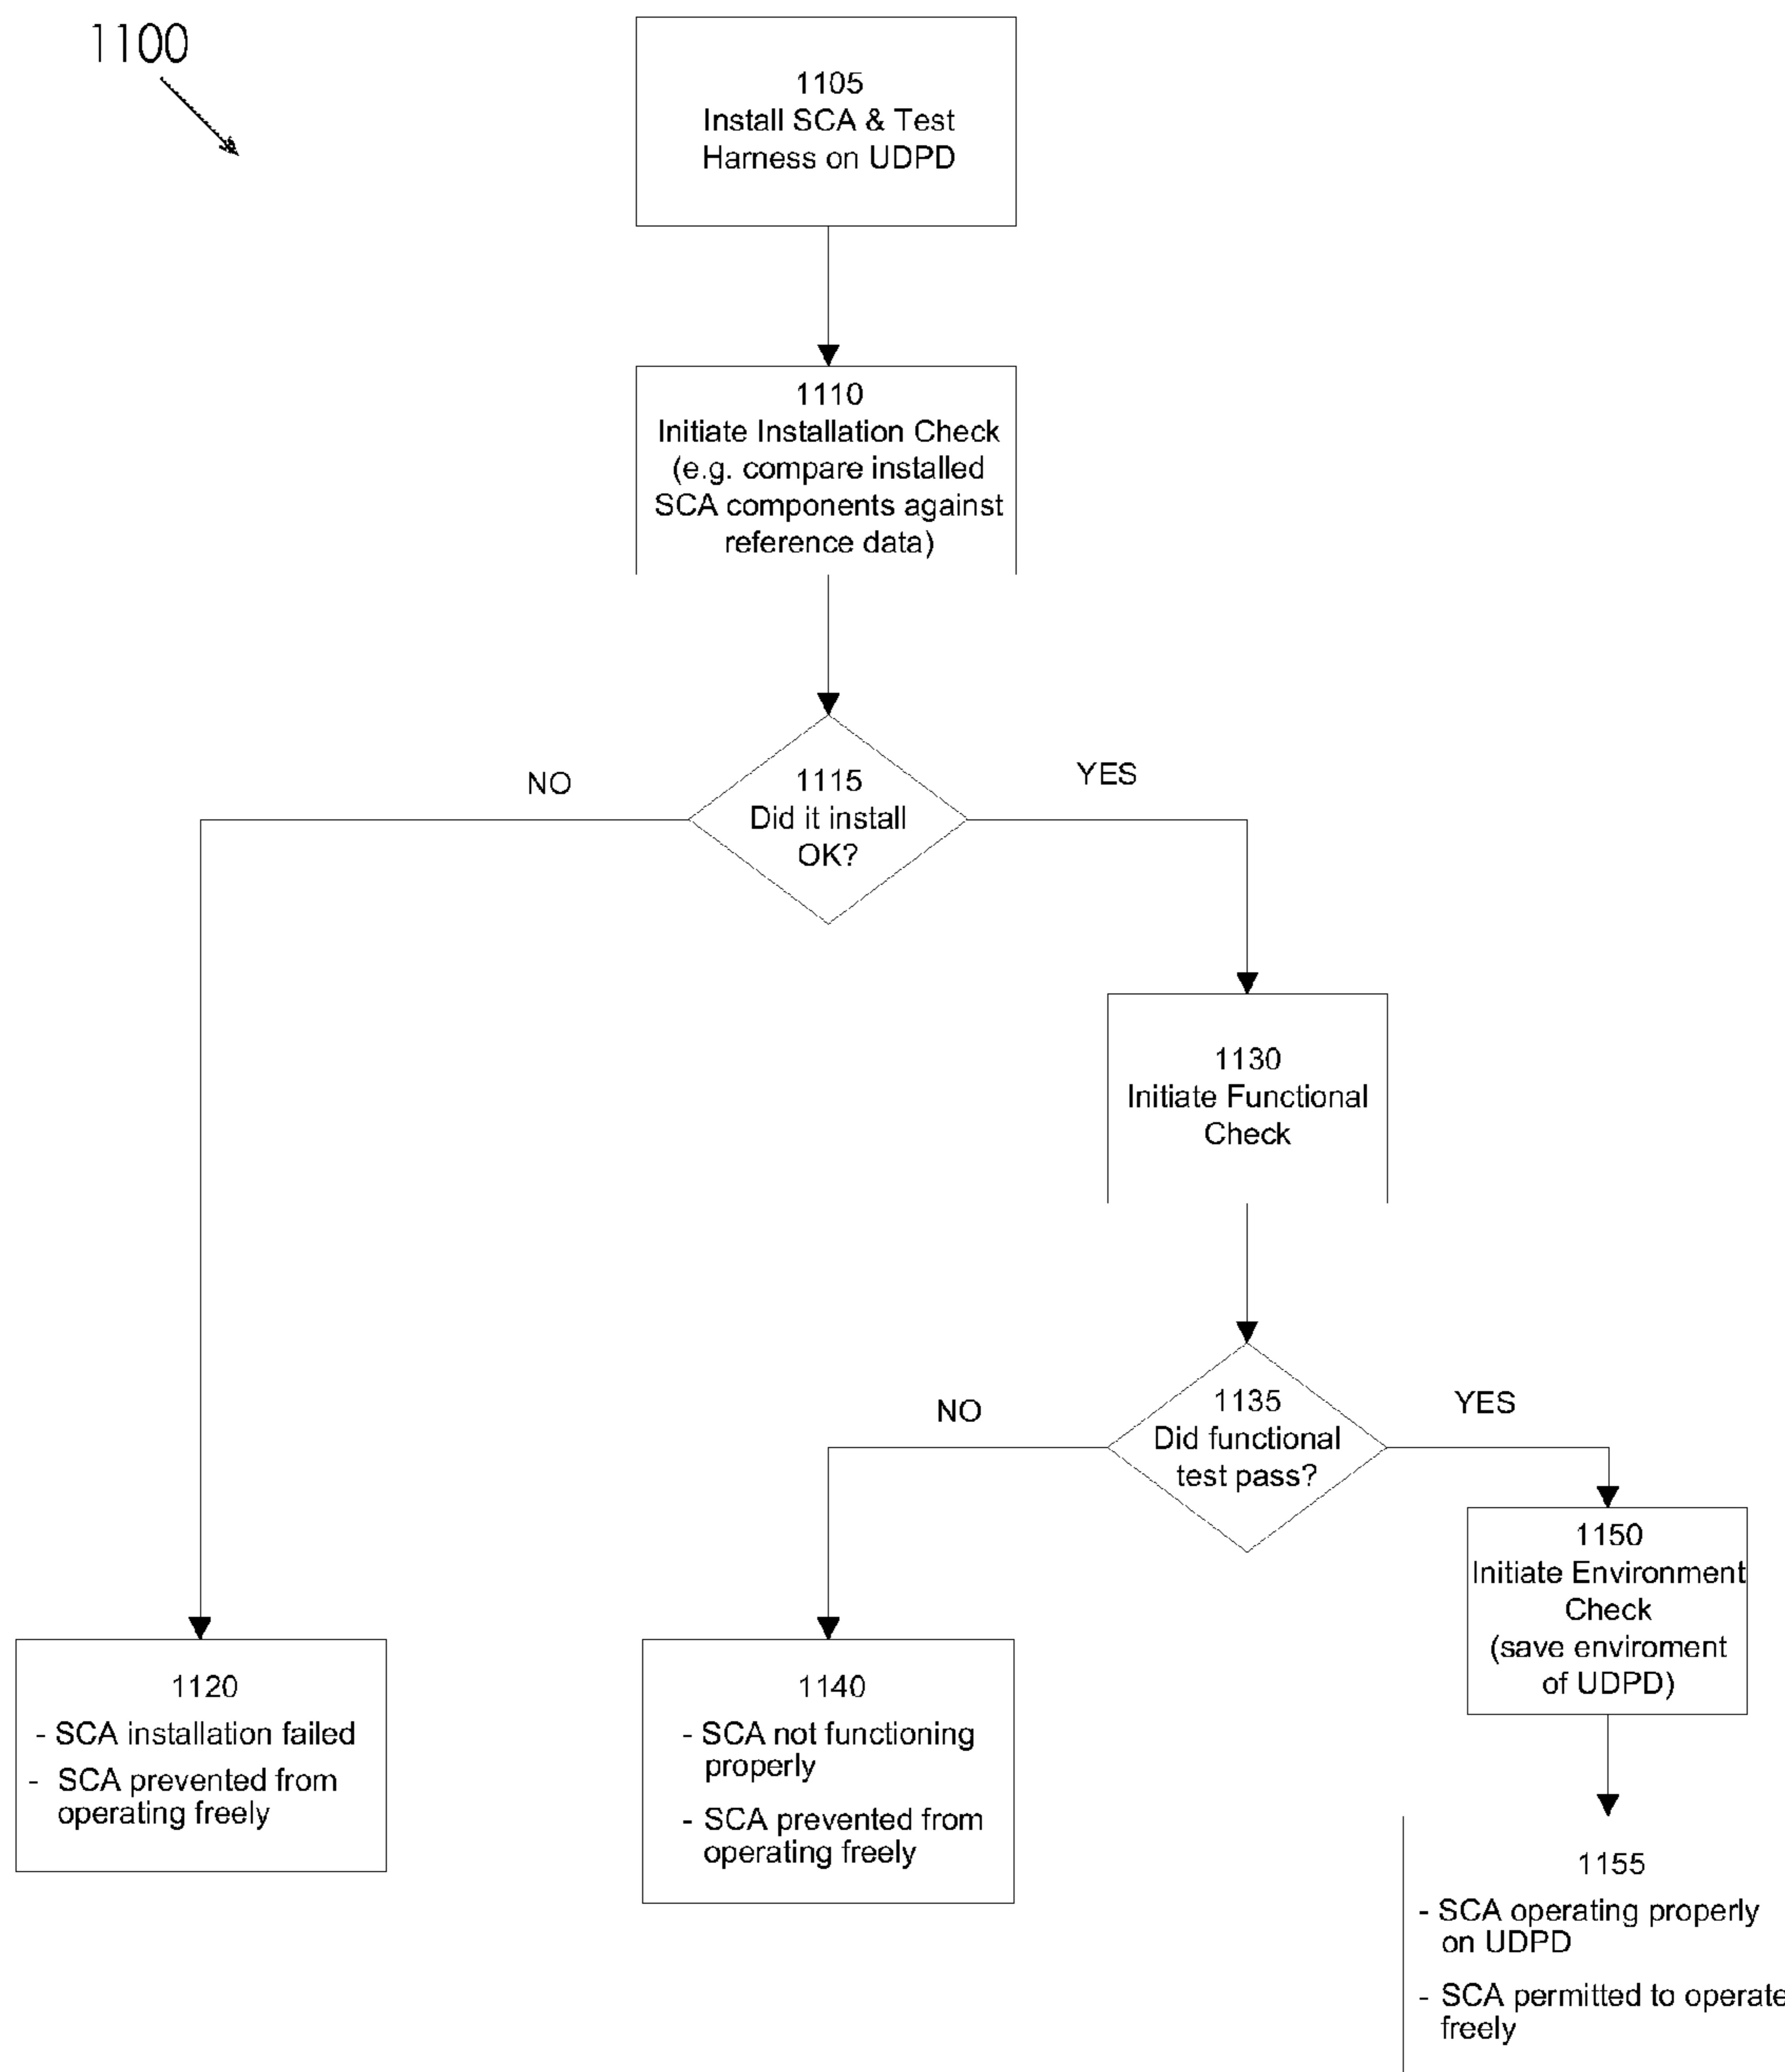 1100
1105
Install SCA & Test
Harness on UDPD
1110
Initiate Installation Check
(e.g. compare installed
SCA components against
reference data)
1115
Did it install
OK?
NO
YES
1130
Initiate Functional
Check
1135
Did functional
test pass?
NO
YES
1150
Initiate Environment
Check
(save enviroment
of UDPD)
1120
- SCA installation failed
- SCA prevented from
operating freely
1140
- SCA not functioning
properly
- SCA prevented from
operating freely
1155
- SCA operating properly
on UDPD
- SCA permitted to operate
freely